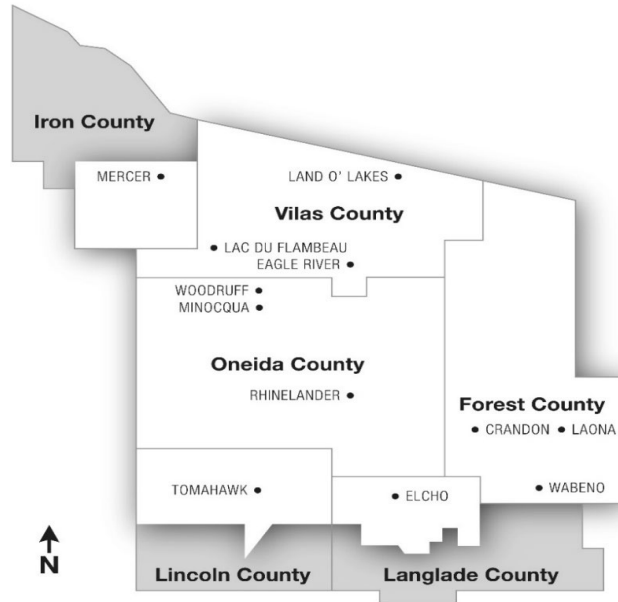 Iron County
MERCER
LAND O' LAKES
Vilas County
LAC DU FLAMBEAU
EAGLE RIVER
WOODRUFF
MINOCQUA
Oneida County
RHINELANDER
Forest County
CRANDON
LAONA
TOMAHAWK
ELCHO
WABENO
N
Lincoln County
Langlade County